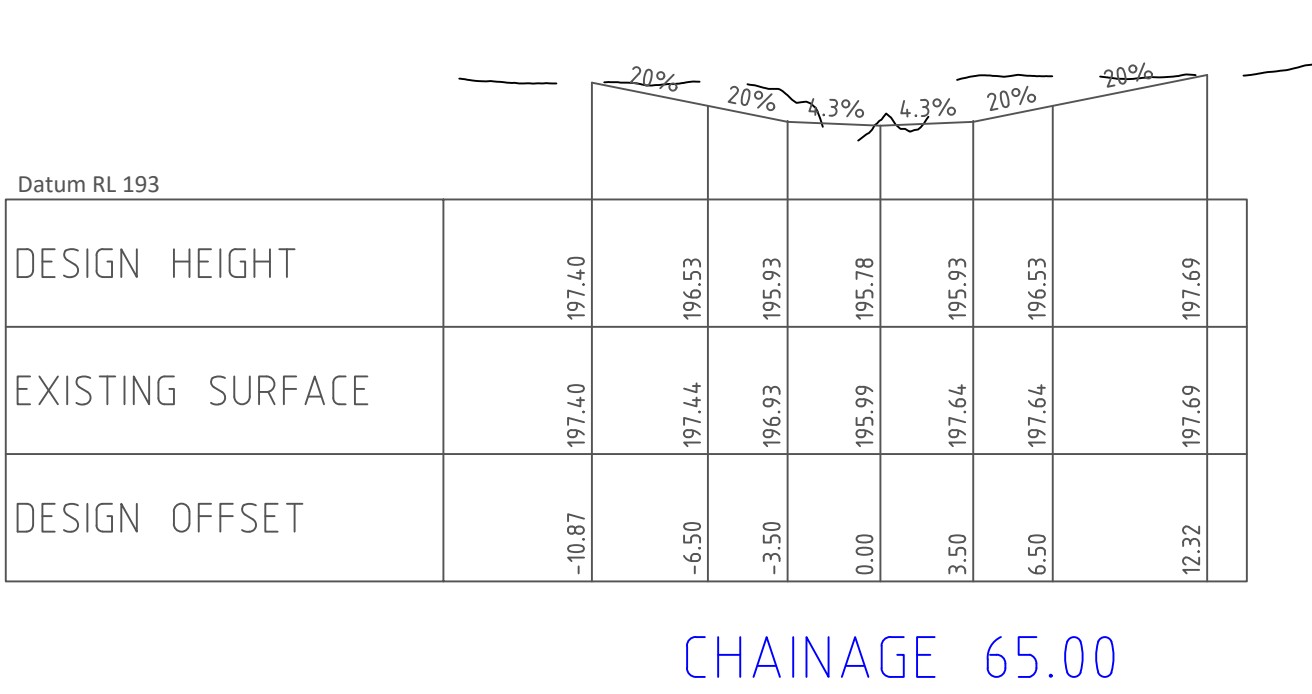 20% 20% 4.3% 4.3% 20% 20%
Datum RL 193
DESIGN HEIGHT 197.40 196.53 195.93 195.78 195.93 196.53 197.69
EXISTING SURFACE 197.40 197.44 196.93 195.99 197.64 197.64 197.69
DESIGN OFFSET -10.87 -6.50 -3.50 0.00 3.50 6.50 12.32
CHAINAGE 65.00